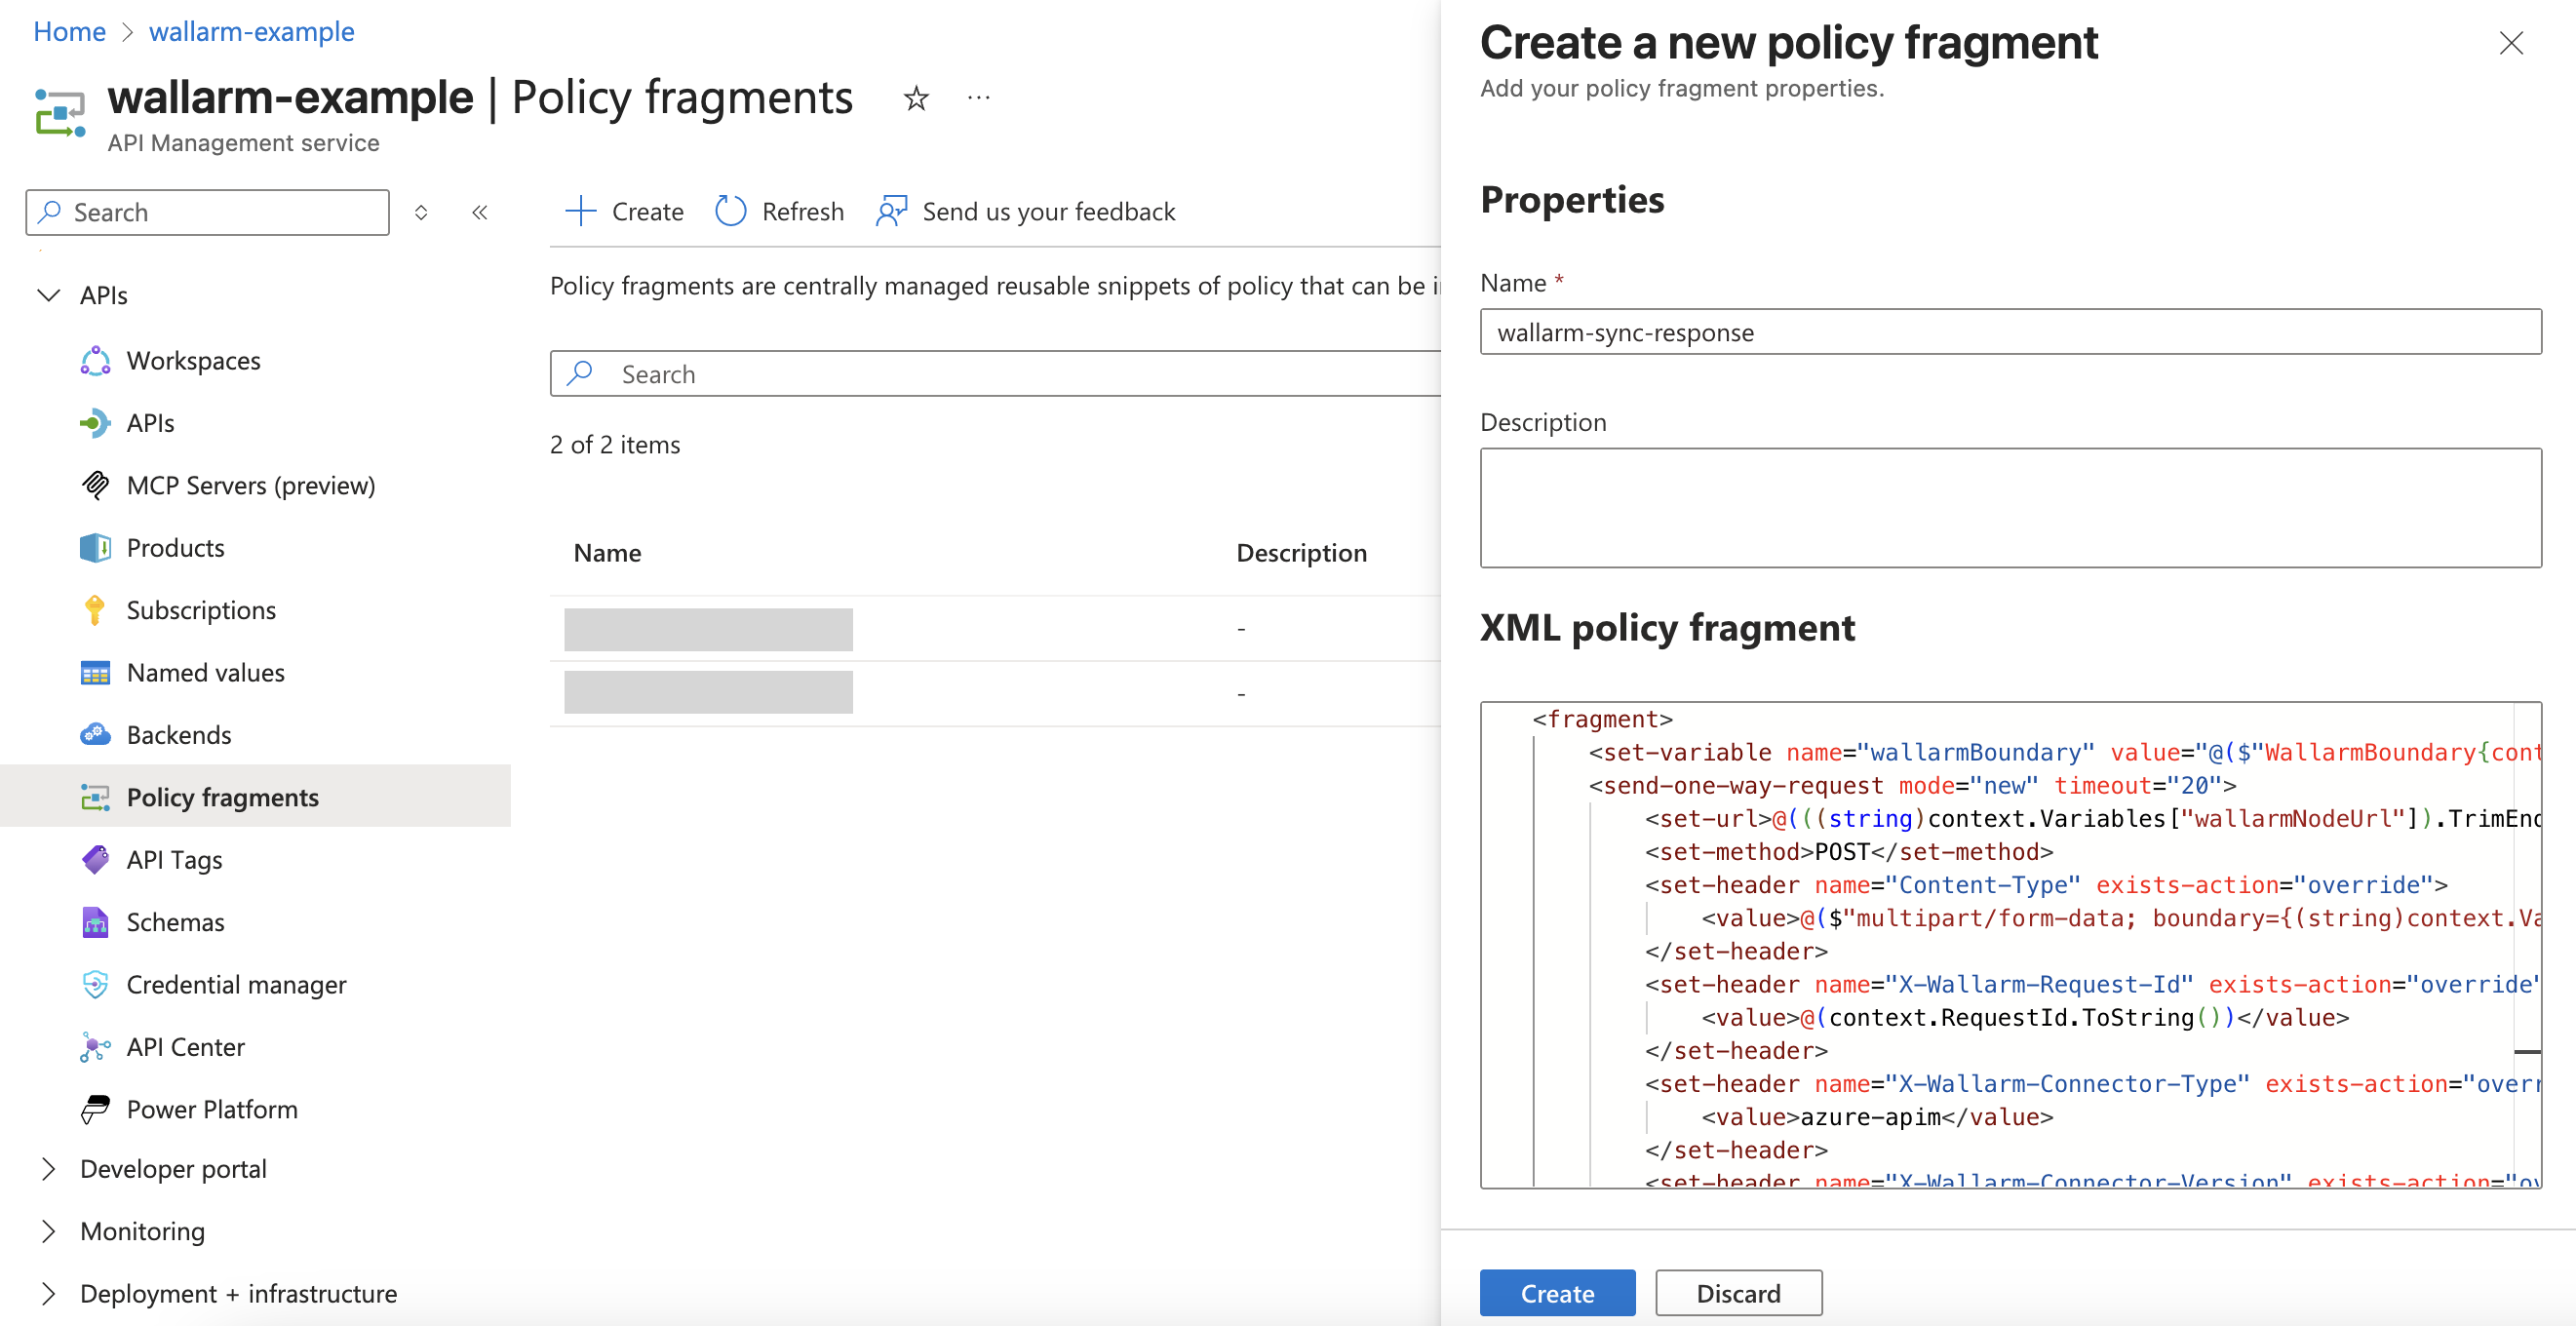 Home > wallarm-example
wallarm-example | Policy fragments
API Management service
Search
APIs
Workspaces
APIs
MCP Servers (preview)
Products
Subscriptions
Named values
Backends
Policy fragments
API Tags
Schemas
Credential manager
API Center
Power Platform
Developer portal
Monitoring
Deployment + infrastructure
Create
Refresh
Send us your feedback
Policy fragments are centrally managed reusable snippets of policy that can be
Search
2 of 2 items
Name Description
-
-
Create a new policy fragment
Add your policy fragment properties.
Properties
Name *
wallarm-sync-response
Description
XML policy fragment
<fragment>
<set-variable name="wallarmBoundary" value="@($"WallarmBoundary{cont
<send-one-way-request mode="new" timeout="20">
<set-url>@(((string)context.Variables["wallarmNodeUrl"]).TrimEnd
<set-method>POST</set-method>
<set-header name="Content-Type" exists-action="override">
<value>@($"multipart/form-data; boundary={(string)context.Va
</set-header>
<set-header name="X-Wallarm-Request-Id" exists-action="override"
<value>@(context.RequestId.ToString())</value>
</set-header>
<set-header name="X-Wallarm-Connector-Type" exists-action="overr
<value>azure-apim</value>
</set-header>
<set-header name="X-Wallarm-Connector-Version" exists-action="ov
Create
Discard